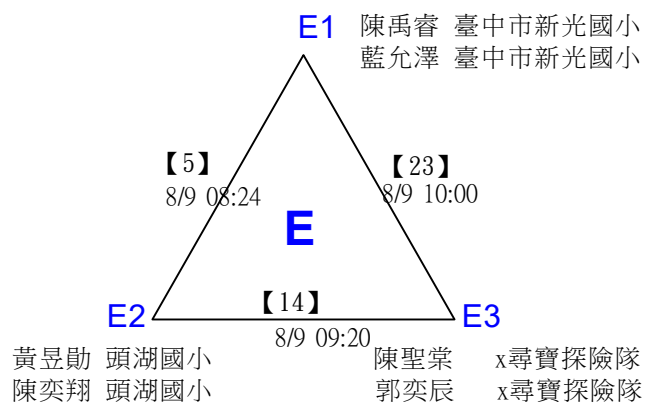 E1 陳禹睿 臺中市新光國小
藍允澤 臺中市新光國小
【5】 【23】
8/9 08:24 8/9 10:00
E
【14】
E2 E3
8/9 09:20
黃昱勛 頭湖國小 陳聖棠 x尋寶探險隊
陳奕翔 頭湖國小 郭奕辰 x尋寶探險隊